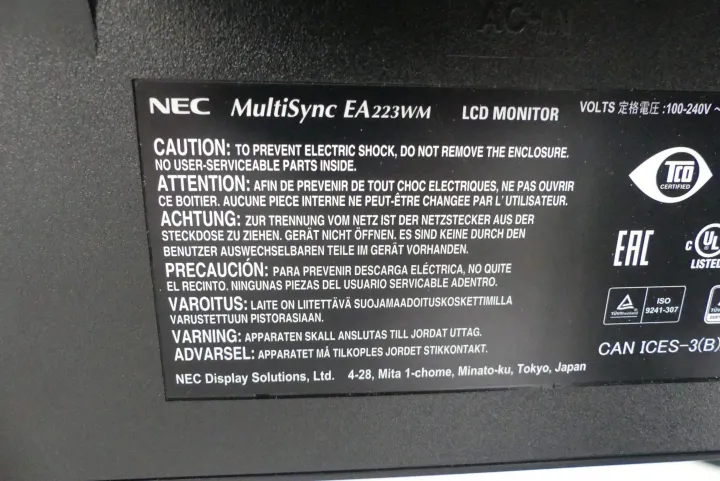 AC-IN
NEC MultiSync EA223WM LCD MONITOR VOLTS 定格電圧 :100-240V ~
CAUTION: TO PREVENT ELECTRIC SHOCK, DO NOT REMOVE THE ENCLOSURE.
NO USER-SERVICEABLE PARTS INSIDE.
ATTENTION: AFIN DE PREVENIR DE TOUT CHOC ELECTRIQUES, NE PAS OUVRIR
CE BOITIER. AUCUNE PIECE INTERNE NE PEUT-ÊTRE CHANGEE PAR L' UTILISATEUR.
ACHTUNG: ZUR TRENNUNG VOM NETZ IST DER NETZSTECKER AUS DER
STECKDOSE ZU ZIEHEN. GERÄT NICHT ÖFFNEN. ES SIND KEINE DURCH DEN
BENUTZER AUSWECHSELBAREN TEILE IM GERÄT VORHANDEN.
PRECAUCIÓN: PARA PREVENIR DESCARGA ELÉCTRICA, NO QUITE
EL RECINTO. NINGUNAS PIEZAS DEL USUARIO SERVICABLE ADENTRO.
VAROITUS: LAITE ON LIITETTÄVÄ SUOJAMAADOITUSKOSKETTIMILLA
VARUSTETTUUN PISTORASIAAN.
VARNING: APPARATEN SKALL ANSLUTAS TILL JORDAT UTTAG.
ADVARSEL: APPARATET MÅ TILKOPLES JORDET STIKKONTAKT.
NEC Display Solutions, Ltd. 4-28, Mita 1-chome, Minato-ku, Tokyo, Japan
TCO
CERTIFIED
EAC
C UL
LISTED
TÜVRheinland
ISO
9241-307
CAN ICES-3(B)